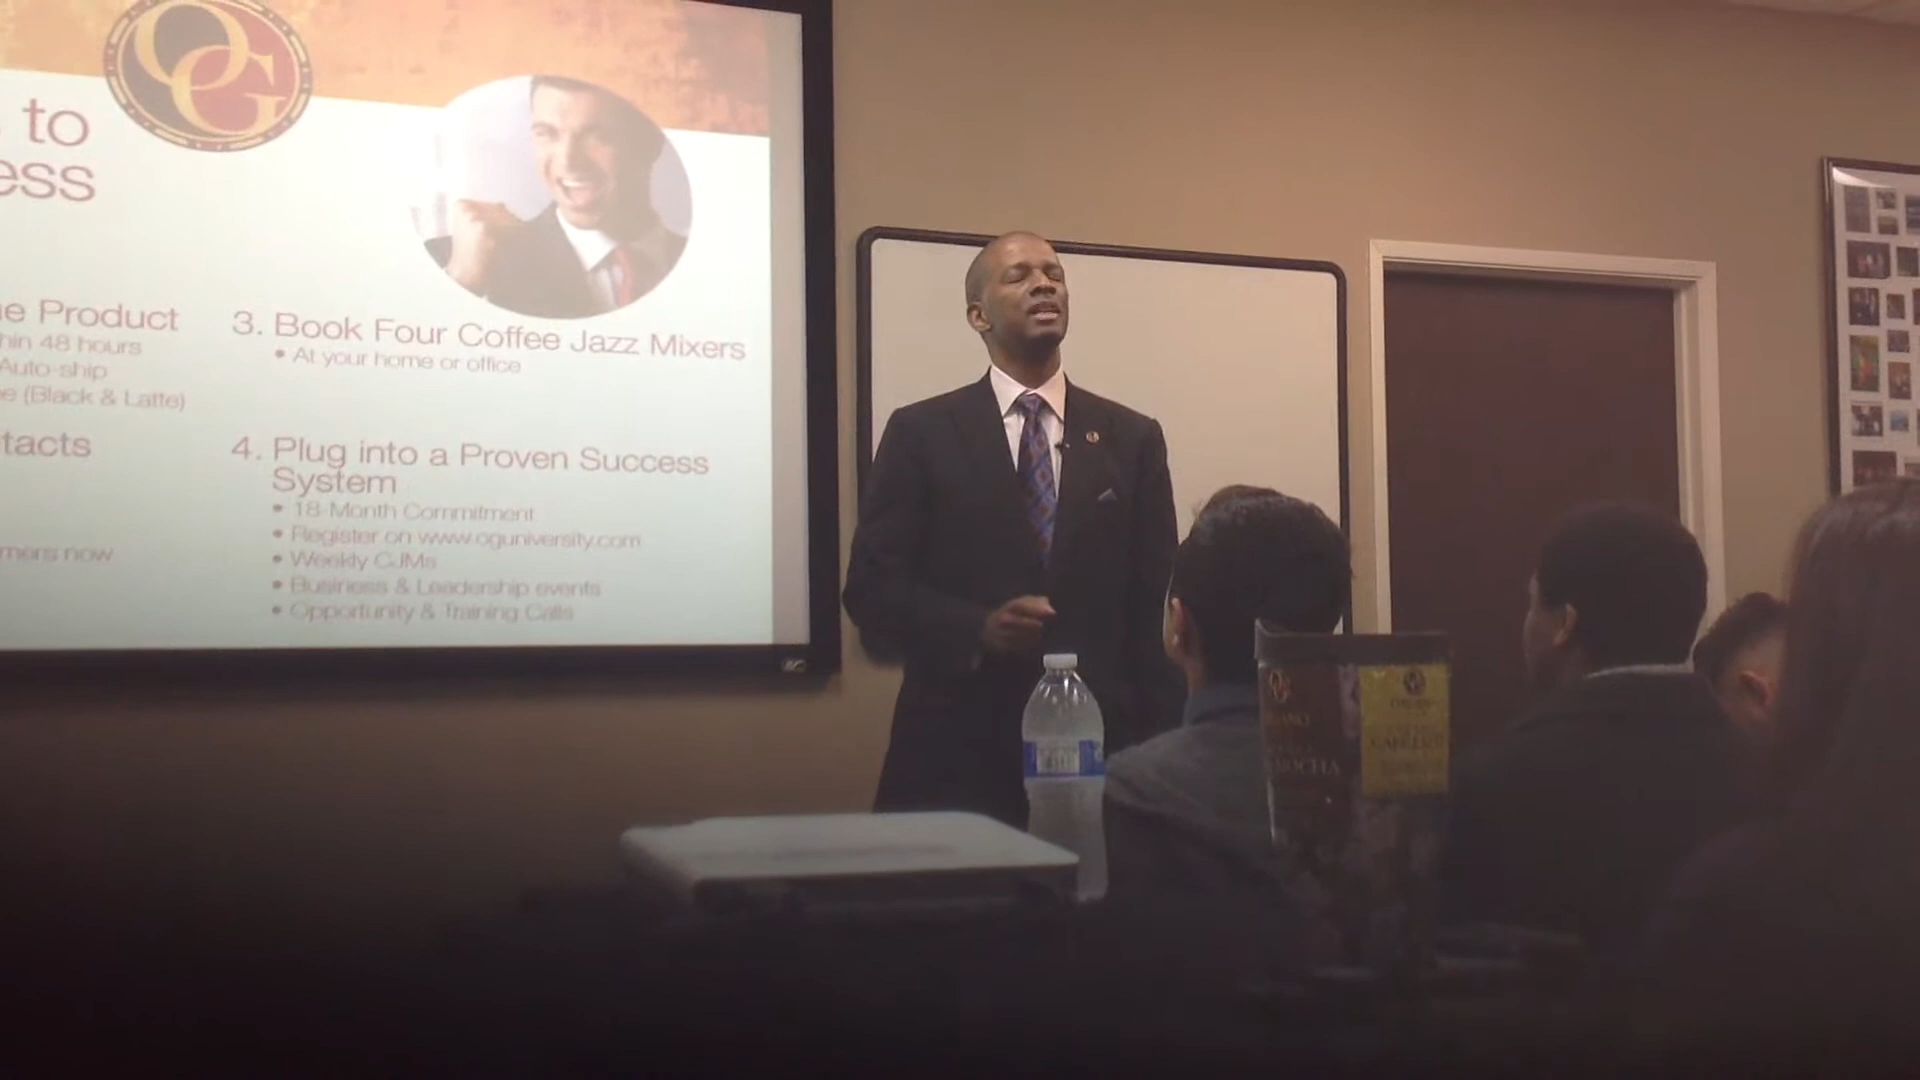 OG
to
ess
e Product
hin 48 hours
Auto-ship
e (Black & Latte)
tacts
mers now
3. Book Four Coffee Jazz Mixers
• At your home or office
4. Plug into a Proven Success
System
• 18-Month Commitment
• Register on www.oguniversity.com
• Weekly CJMs
• Business & Leadership events
• Opportunity & Training Calls
MOCHA